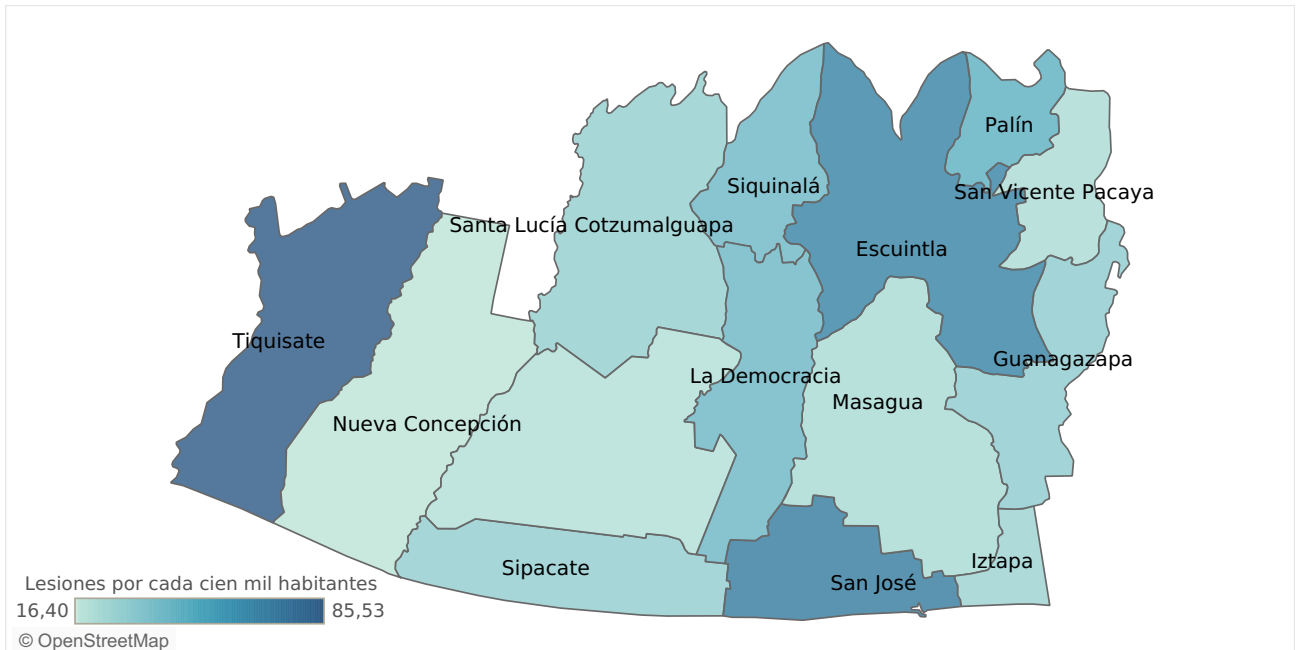 Palín
Siquinalá
San Vicente Pacaya
Santa Lucía Cotzumalguapa
Escuintla
Tiquisate
Guanagazapa
La Democracia
Masagua
Nueva Concepción
Iztapa
Sipacate
San José
Lesiones por cada cien mil habitantes
16,40 85,53
© OpenStreetMap